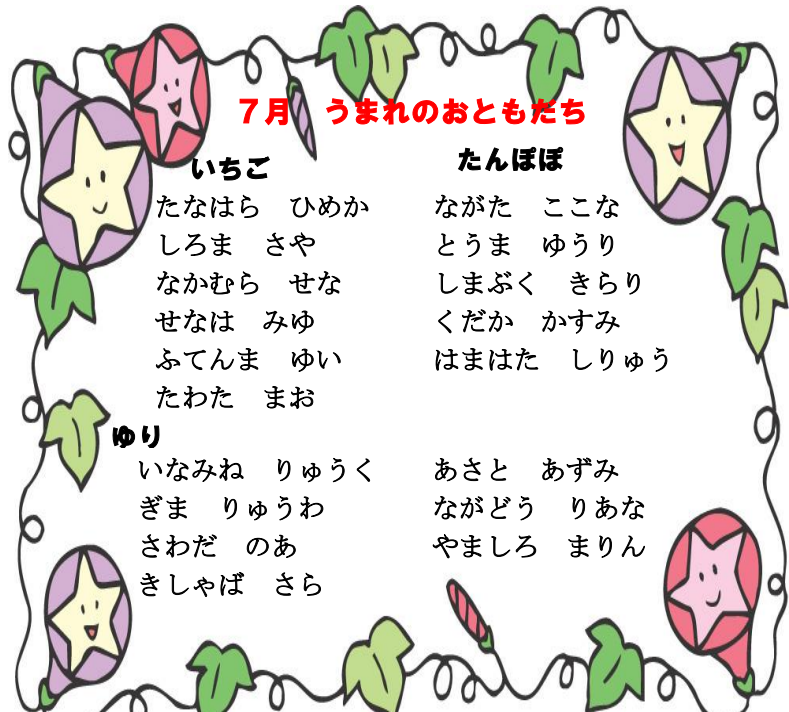 7月　うまれのおともだち
いちご
たなはら　ひめか
しろま　さや
なかむら　せな
せなは　みゆ
ふてんま　ゆい
たわた　まお
たんぽぽ
ながた　ここな
とうま　ゆうり
しまぶく　きらり
くだか　かすみ
はまはた　しりゅう
ゆり
いなみね　りゅうく
ぎま　りゅうわ
さわだ　のあ
きしゃば　さら
あさと　あずみ
ながどう　りあな
やましろ　まりん